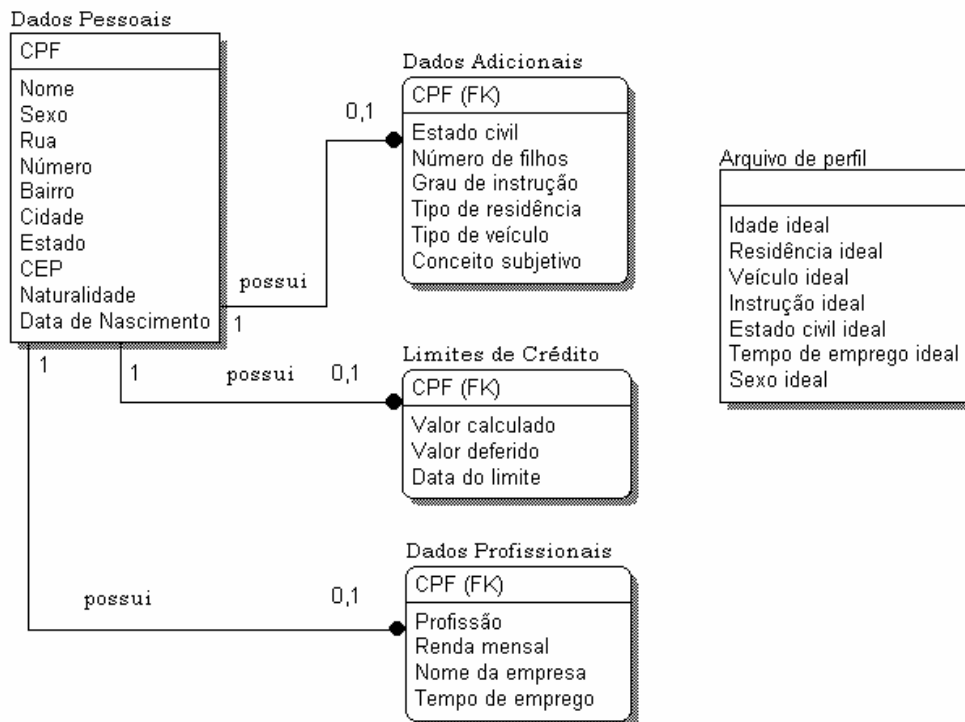 Dados Pessoais
CPF
Nome
Sexo
Rua
Número
Bairro
Cidade
Estado
CEP
Naturalidade
Data de Nascimento
possui
1
0,1
Dados Adicionais
CPF (FK)
Estado civil
Número de filhos
Grau de instrução
Tipo de residência
Tipo de veículo
Conceito subjetivo
1
possui
0,1
Limites de Crédito
CPF (FK)
Valor calculado
Valor deferido
Data do limite
1
possui
0,1
Dados Profissionais
CPF (FK)
Profissão
Renda mensal
Nome da empresa
Tempo de emprego
Arquivo de perfil
Idade ideal
Residência ideal
Veículo ideal
Instrução ideal
Estado civil ideal
Tempo de emprego ideal
Sexo ideal